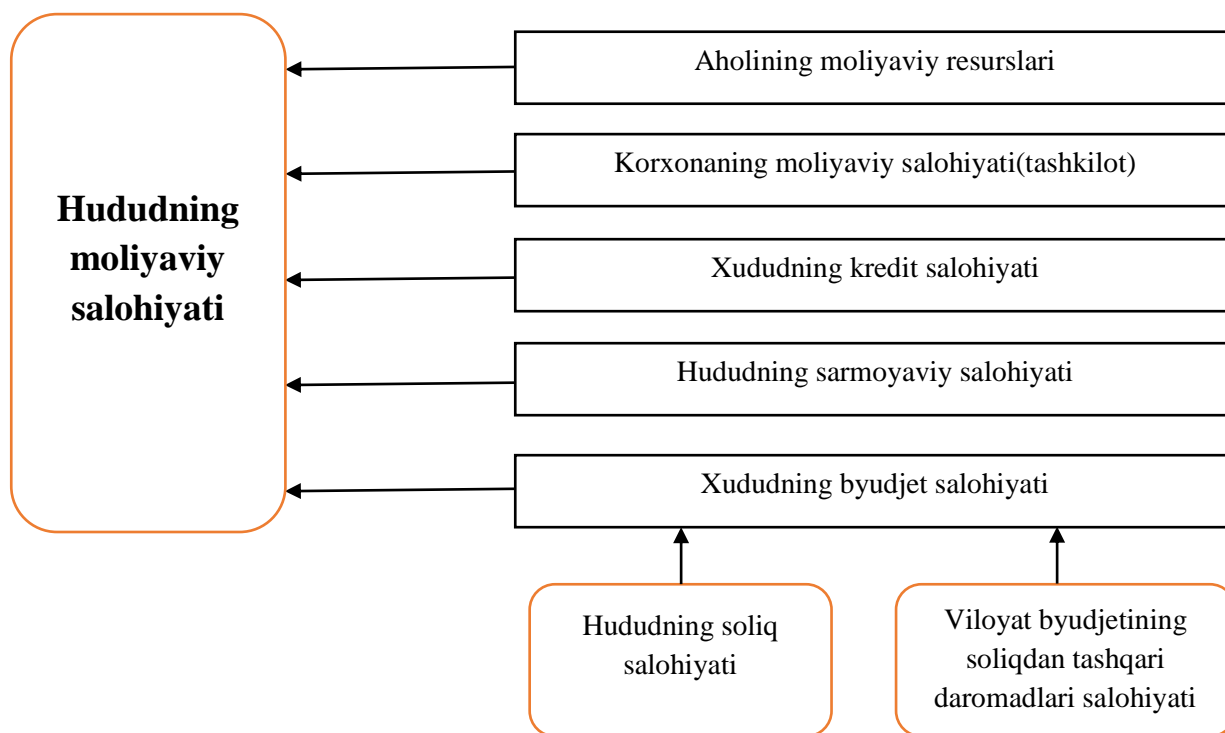 Hududning
moliyaviy
salohiyati
Aholining moliyaviy resurslari
Korxonaning moliyaviy salohiyati(tashkilot)
Xududning kredit salohiyati
Hududning sarmoyaviy salohiyati
Xududning byudjet salohiyati
Hududning soliq
salohiyati
Viloyat byudjetining
soliqdan tashqari
daromadlari salohiyati